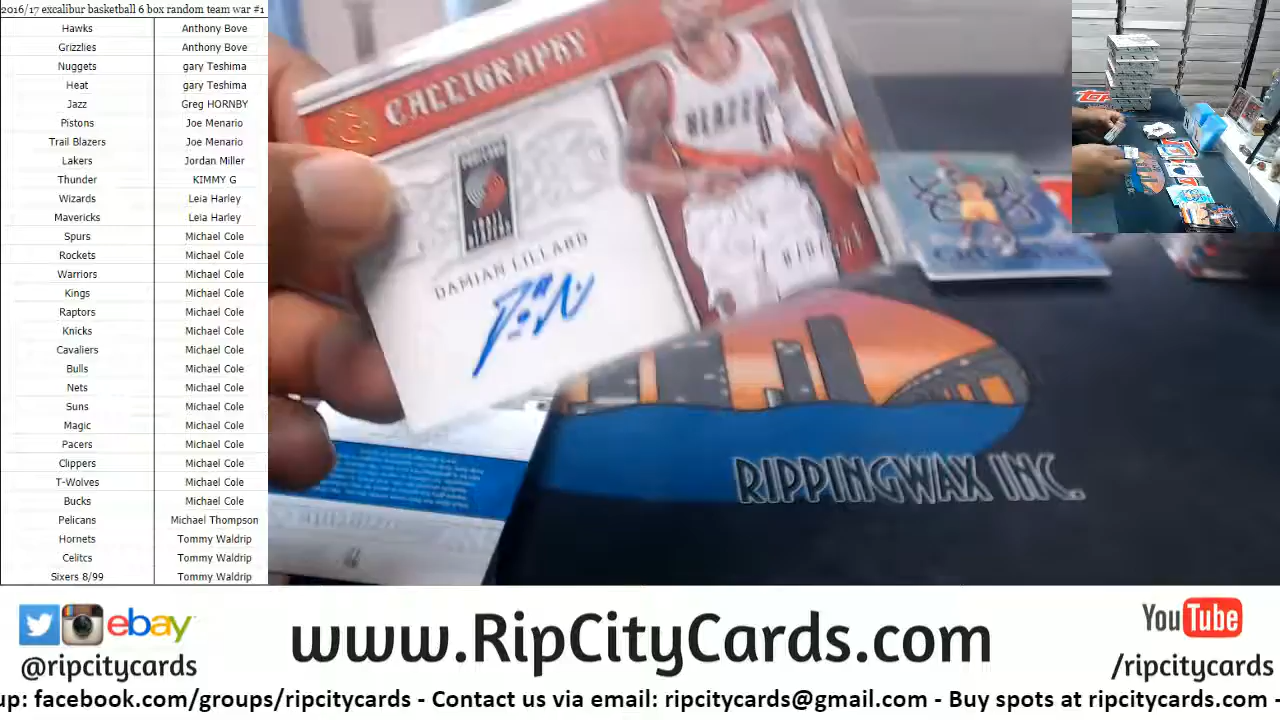 2016/17 excalibur basketball 6 box random team war #1
Hawks Anthony Bove
Grizzlies Anthony Bove
Nuggets gary Teshima
Heat gary Teshima
Jazz Greg HORNBY
Pistons Joe Menario
Trail Blazers Joe Menario
Lakers Jordan Miller
Thunder KIMMY G
Wizards Leia Harley
Mavericks Leia Harley
Spurs Michael Cole
Rockets Michael Cole
Warriors Michael Cole
Kings Michael Cole
Raptors Michael Cole
Knicks Michael Cole
Cavaliers Michael Cole
Bulls Michael Cole
Nets Michael Cole
Suns Michael Cole
Magic Michael Cole
Pacers Michael Cole
Clippers Michael Cole
T-Wolves Michael Cole
Bucks Michael Cole
Pelicans Michael Thompson
Hornets Tommy Waldrip
Celitcs Tommy Waldrip
Sixers 8/99 Tommy Waldrip
CALLIGRAPHY
PORTLAND
TRAIL BLAZERS
DAMIAN LILLARD
RIPPINGWAX INC.
ebay
@ripcitycards
www.RipCityCards.com
YouTube
/ripcitycards
up: facebook.com/groups/ripcitycards - Contact us via email: ripcitycards@gmail.com - Buy spots at ripcitycards.com -